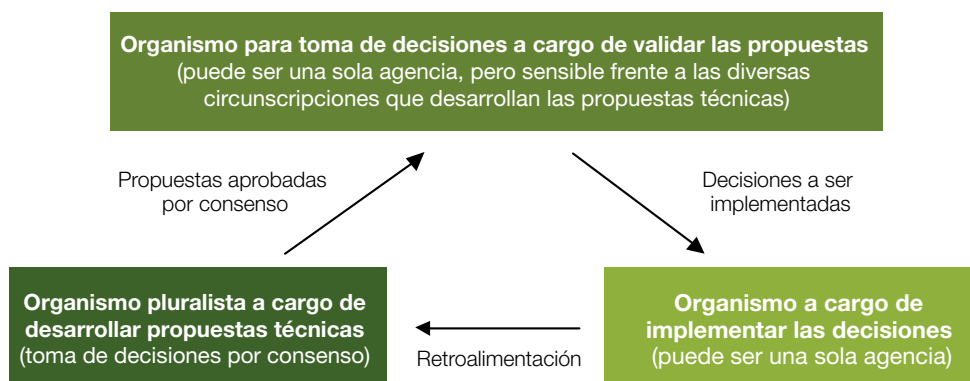 Organismo para toma de decisiones a cargo de validar las propuestas
(puede ser una sola agencia, pero sensible frente a las diversas
circunscripciones que desarrollan las propuestas técnicas)
Propuestas aprobadas
por consenso
Decisiones a ser
implementadas
Organismo pluralista a cargo de
desarrollar propuestas técnicas
(toma de decisiones por consenso)
Retroalimentación
Organismo a cargo de
implementar las decisiones
(puede ser una sola agencia)